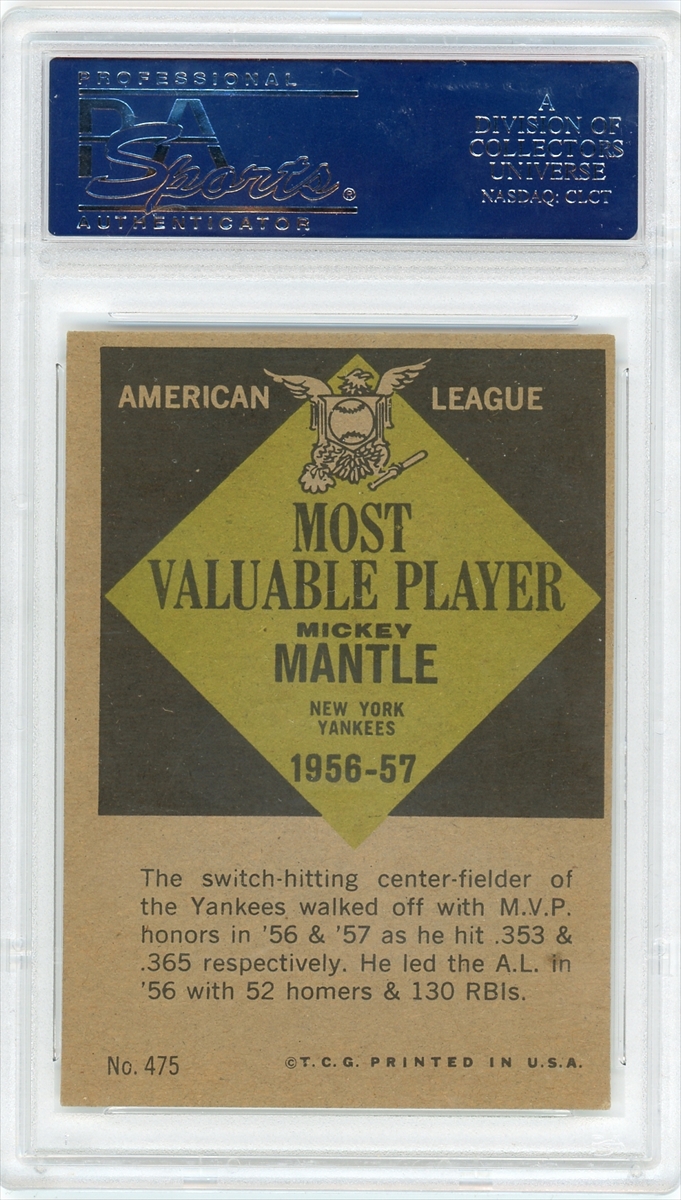 PROFESSIONAL
PSA
Sports®
AUTHENTICATOR
A
DIVISION OF
COLLECTORS
UNIVERSE
NASDAQ: CLCT
AMERICAN LEAGUE
MOST
VALUABLE PLAYER
MICKEY
MANTLE
NEW YORK
YANKEES
1956-57
The switch-hitting center-fielder of
the Yankees walked off with M.V.P.
honors in '56 & '57 as he hit .353 &
.365 respectively. He led the A.L. in
'56 with 52 homers & 130 RBIs.
No. 475 ©T.C.G. PRINTED IN U.S.A.